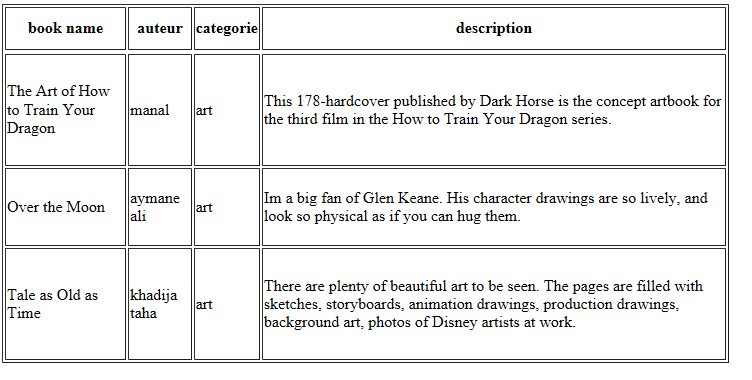 book name auteur categorie description
The Art of How
to Train Your
Dragon
manal
art
This 178-hardcover published by Dark Horse is the concept artbook for
the third film in the How to Train Your Dragon series.
Over the Moon
aymane
ali
art
Im a big fan of Glen Keane. His character drawings are so lively, and
look so physical as if you can hug them.
Tale as Old as
Time
khadija
taha
art
There are plenty of beautiful art to be seen. The pages are filled with
sketches, storyboards, animation drawings, production drawings,
background art, photos of Disney artists at work.